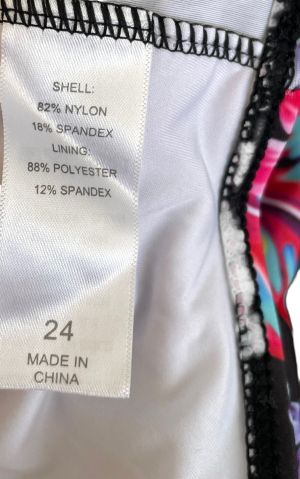 SHELL:
82% NYLON
18% SPANDEX
LINING:
88% POLYESTER
12% SPANDEX
24
MADE IN
CHINA